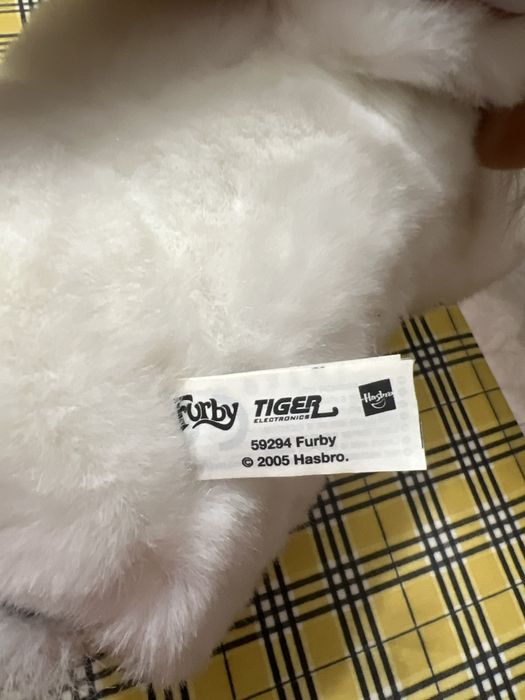 Furby TIGER Hasbro
ELECTRONICS
59294 Furby
© 2005 Hasbro.